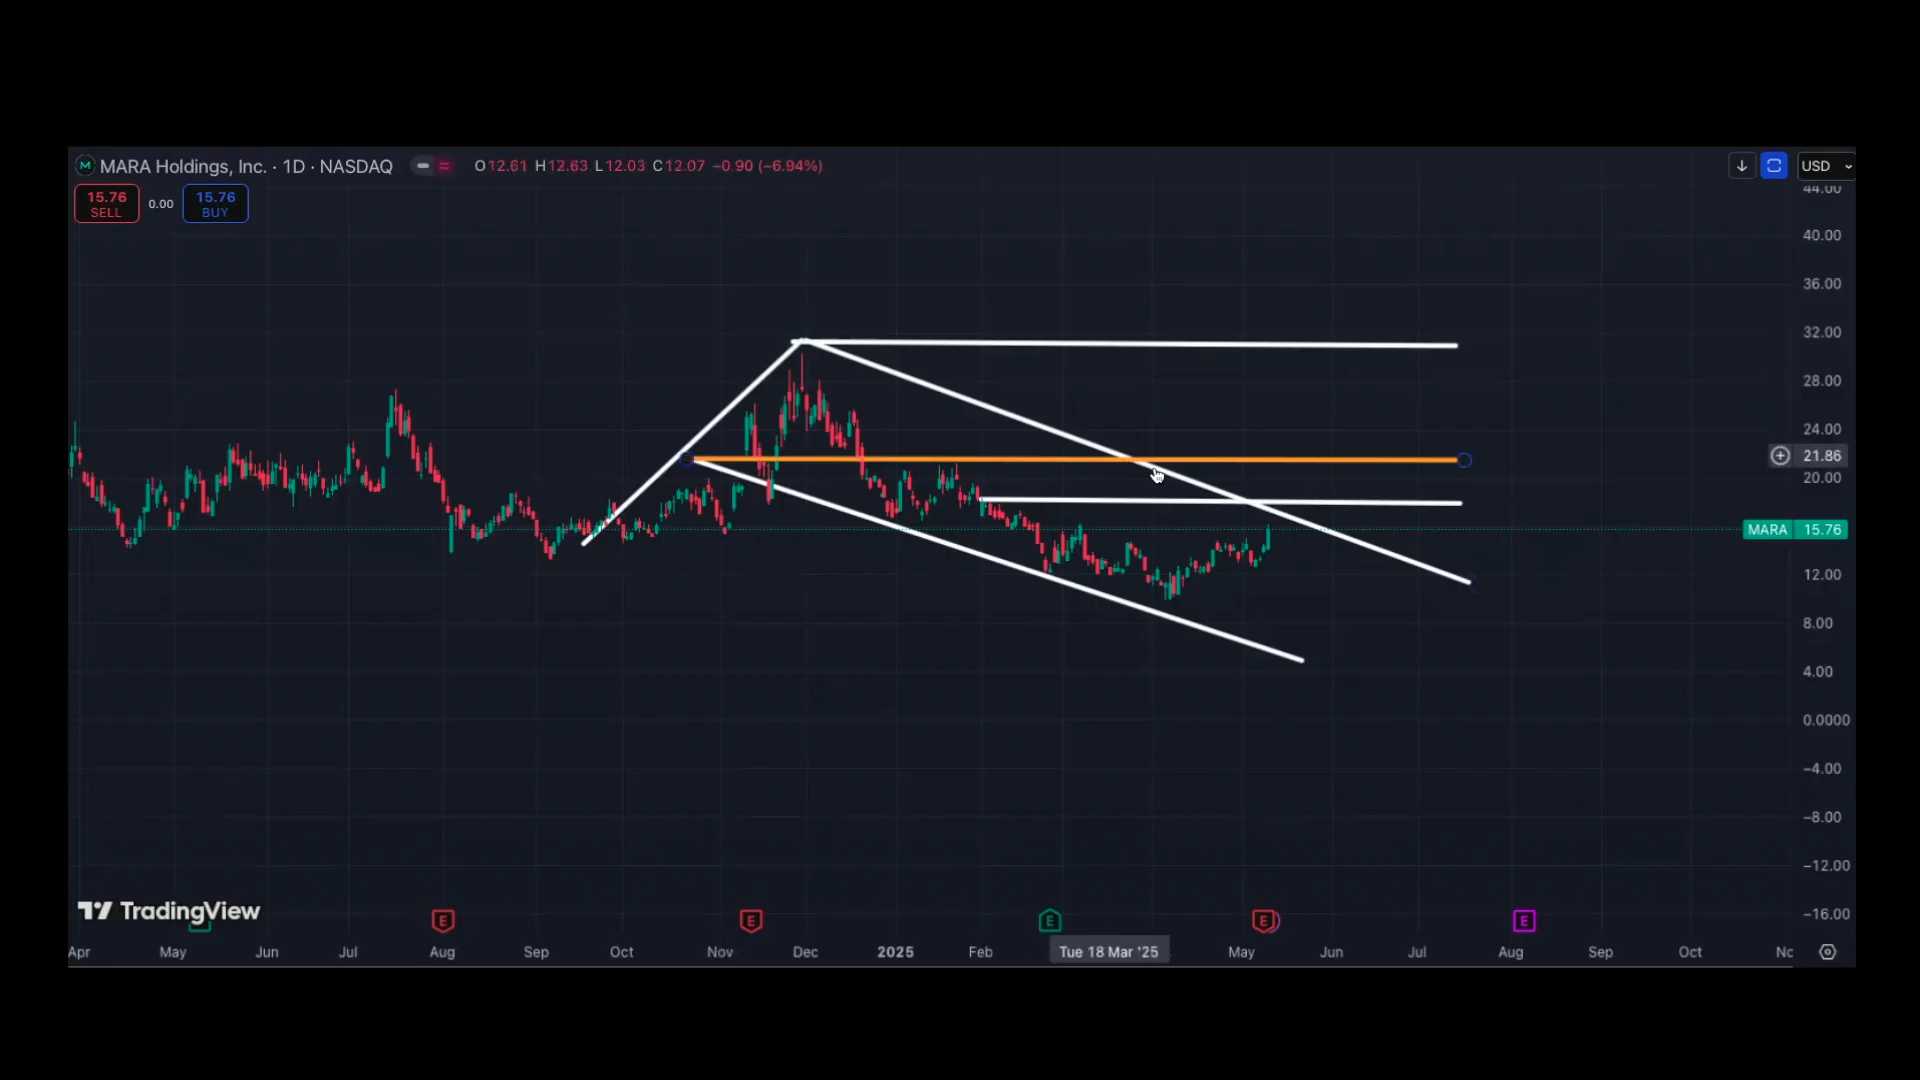 MARA Holdings, Inc. · 1D · NASDAQ O12.61 H12.63 L12.03 C12.07 −0.90 (−6.94%) USD
15.76 0.00 15.76
SELL BUY
44.00
40.00
36.00
32.00
28.00
24.00
21.86
20.00
MARA 15.76
12.00
8.00
4.00
0.0000
−4.00
−8.00
−12.00
−16.00
TradingView
E E E E E
Apr May Jun Jul Aug Sep Oct Nov Dec 2025 Feb Tue 18 Mar '25 May Jun Jul Aug Sep Oct Nc